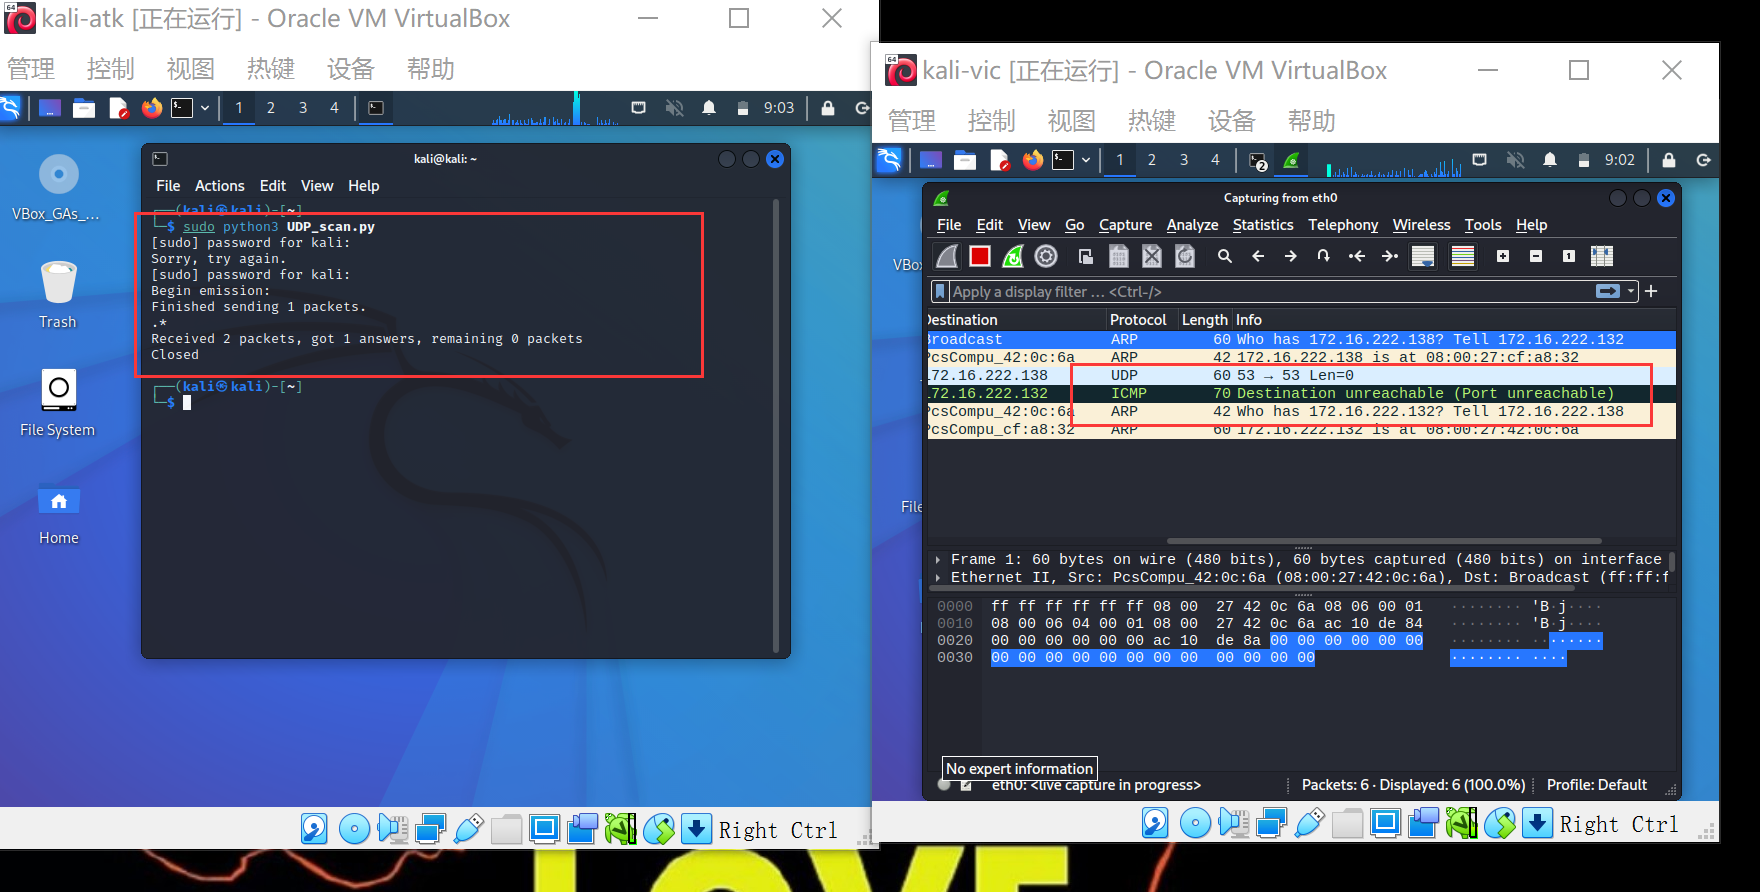 kali-atk [正在运行] - Oracle VM VirtualBox
管理 控制 视图 热键 设备 帮助
1 2 3 4 9:03
VBox_GAs_...
Trash
File System
Home
kali@kali: ~
File Actions Edit View Help
┌──(kali㉿kali)-[~]
└─$ sudo python3 UDP_scan.py
[sudo] password for kali:
Sorry, try again.
[sudo] password for kali:
Begin emission:
Finished sending 1 packets.
.*
Received 2 packets, got 1 answers, remaining 0 packets
Closed
┌──(kali㉿kali)-[~]
└─$
Right Ctrl
kali-vic [正在运行] - Oracle VM VirtualBox
管理 控制 视图 热键 设备 帮助
1 2 3 4 9:02
VBo
File
Capturing from eth0
File Edit View Go Capture Analyze Statistics Telephony Wireless Tools Help
Apply a display filter ... <Ctrl-/>
Destination Protocol Length Info
Broadcast ARP 60 Who has 172.16.222.138? Tell 172.16.222.132
PcsCompu_42:0c:6a ARP 42 172.16.222.138 is at 08:00:27:cf:a8:32
172.16.222.138 UDP 60 53 → 53 Len=0
172.16.222.132 ICMP 70 Destination unreachable (Port unreachable)
PcsCompu_42:0c:6a ARP 42 Who has 172.16.222.132? Tell 172.16.222.138
PcsCompu_cf:a8:32 ARP 60 172.16.222.132 is at 08:00:27:42:0c:6a
Frame 1: 60 bytes on wire (480 bits), 60 bytes captured (480 bits) on interface
Ethernet II, Src: PcsCompu_42:0c:6a (08:00:27:42:0c:6a), Dst: Broadcast (ff:ff:f
0000 ff ff ff ff ff ff 08 00 27 42 0c 6a 08 06 00 01 ········ 'B·j····
0010 08 00 06 04 00 01 08 00 27 42 0c 6a ac 10 de 84 ········ 'B·j····
0020 00 00 00 00 00 00 ac 10 de 8a 00 00 00 00 00 00 ········ ········
0030 00 00 00 00 00 00 00 00 00 00 00 00 ········ ····
No expert information
eth0: <live capture in progress> Packets: 6 · Displayed: 6 (100.0%) Profile: Default
Right Ctrl
LOVE